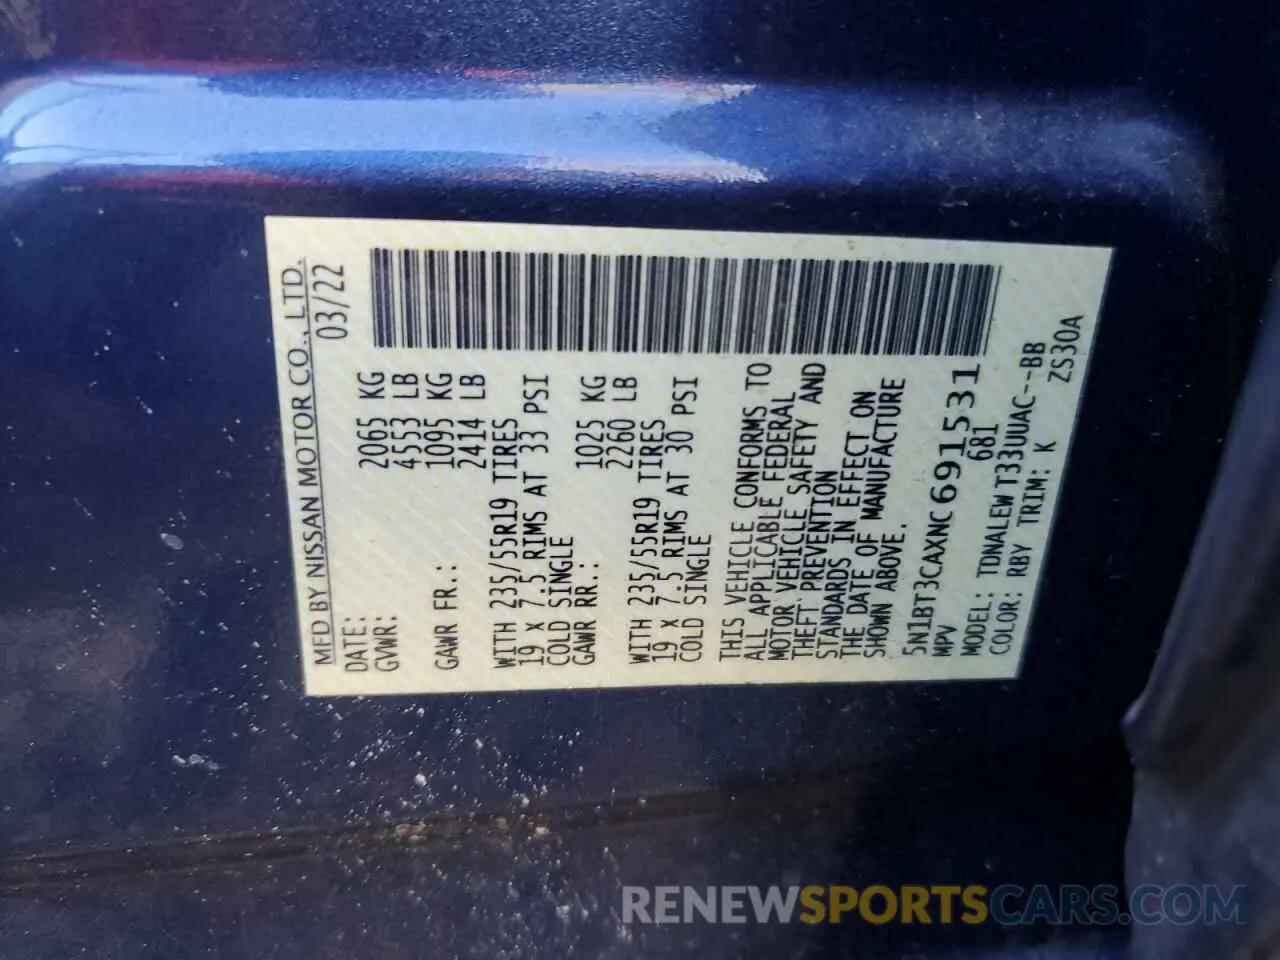 MFD BY NISSAN MOTOR CO., LTD.
DATE: 03/22
GVWR: 2065 KG
4553 LB
GAWR FR.: 1095 KG
2414 LB
WITH 235/55R19 TIRES
19 X 7.5 RIMS AT 33 PSI
COLD SINGLE
GAWR RR.: 1025 KG
2260 LB
WITH 235/55R19 TIRES
19 X 7.5 RIMS AT 30 PSI
COLD SINGLE
THIS VEHICLE CONFORMS TO
ALL APPLICABLE FEDERAL
MOTOR VEHICLE SAFETY AND
THEFT PREVENTION
STANDARDS IN EFFECT ON
THE DATE OF MANUFACTURE
SHOWN ABOVE.
5N1BT3CAXNC691531
MPV 681
MODEL: TDNALEW T33UUAC--BB
COLOR: RBY TRIM: K ZS30A
RENEWSPORTSCARS.COM